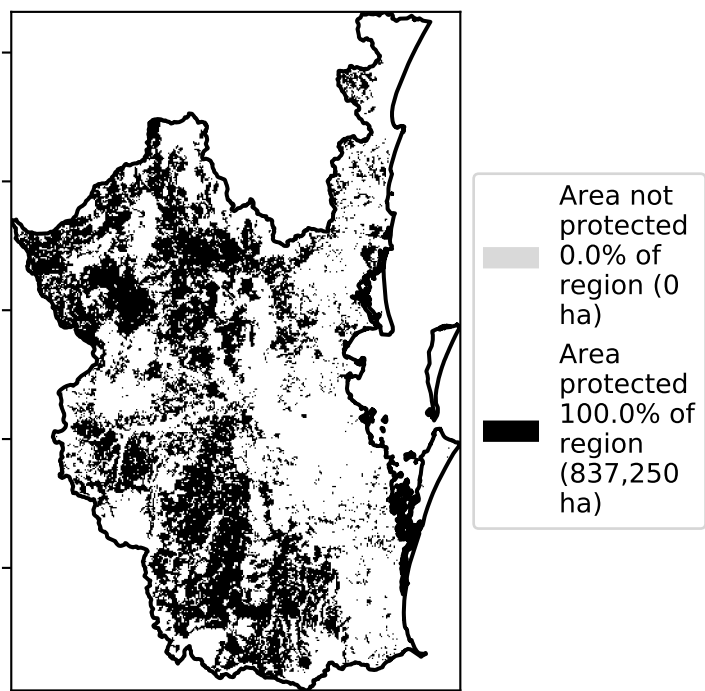 Area not
protected
0.0% of
region (0
ha)
Area
protected
100.0% of
region
(837,250
ha)